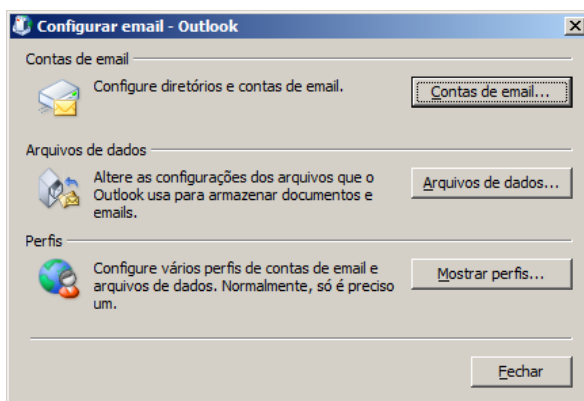 Configurar email - Outlook
Contas de email
Configure diretórios e contas de email.
Contas de email...
Arquivos de dados
Altere as configurações dos arquivos que o
Outlook usa para armazenar documentos e
emails.
Arquivos de dados...
Perfis
Configure vários perfis de contas de email e
arquivos de dados. Normalmente, só é preciso
um.
Mostrar perfis...
Fechar